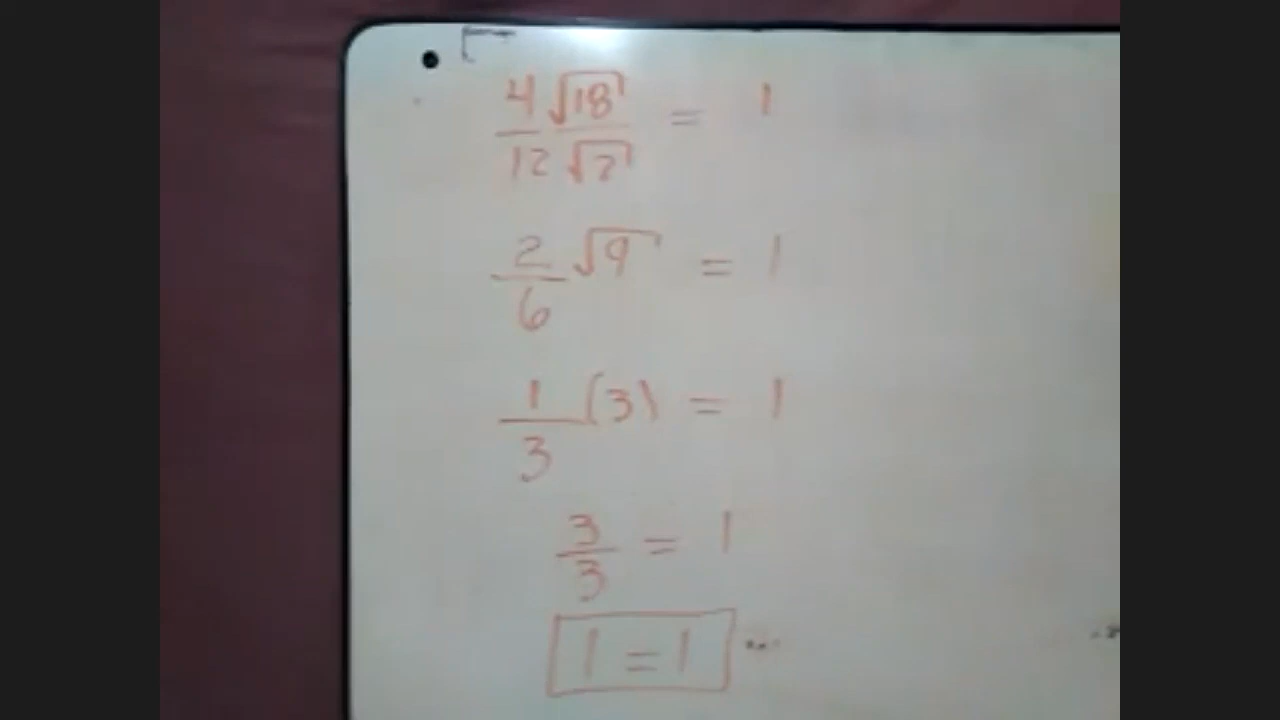 4√18 / 12√2 = 1
2/6 √9 = 1
1/3 (3) = 1
3/3 = 1
1 = 1